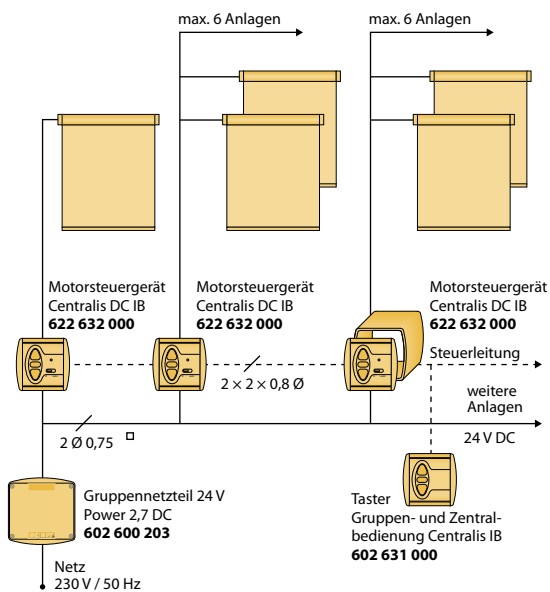 max. 6 Anlagen
max. 6 Anlagen
Motorsteuergerät
Centralis DC IB
622 632 000
Motorsteuergerät
Centralis DC IB
622 632 000
Motorsteuergerät
Centralis DC IB
622 632 000
Steuerleitung
2 × 2 × 0,8 Ø
weitere
Anlagen
24 V DC
2 Ø 0,75
Gruppennetzteil 24 V
Power 2,7 DC
602 600 203
Taster
Gruppen- und Zentral-
bedienung Centralis IB
602 631 000
Netz
230 V / 50 Hz